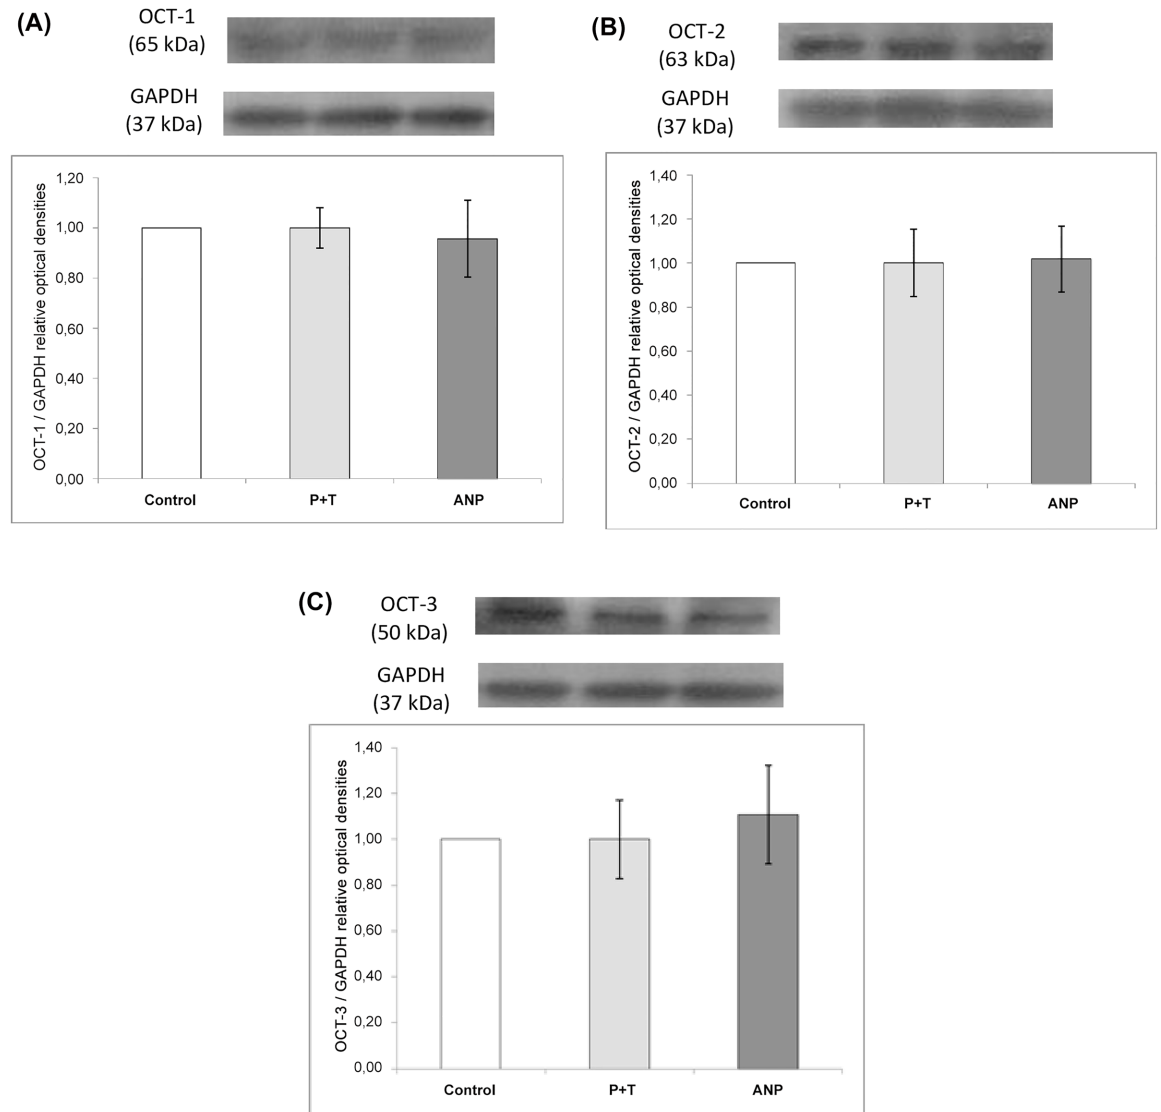 (A)
OCT-1
(65 kDa)
GAPDH
(37 kDa)
OCT-1 / GAPDH relative optical densities
1,20
1,00
0,80
0,60
0,40
0,20
0,00
Control P+T ANP
(B)
OCT-2
(63 kDa)
GAPDH
(37 kDa)
OCT-2 / GAPDH relative optical densities
1,40
1,20
1,00
0,80
0,60
0,40
0,20
0,00
Control P+T ANP
(C)
OCT-3
(50 kDa)
GAPDH
(37 kDa)
OCT-3 / GAPDH relative optical densities
1,40
1,20
1,00
0,80
0,60
0,40
0,20
0,00
Control P+T ANP